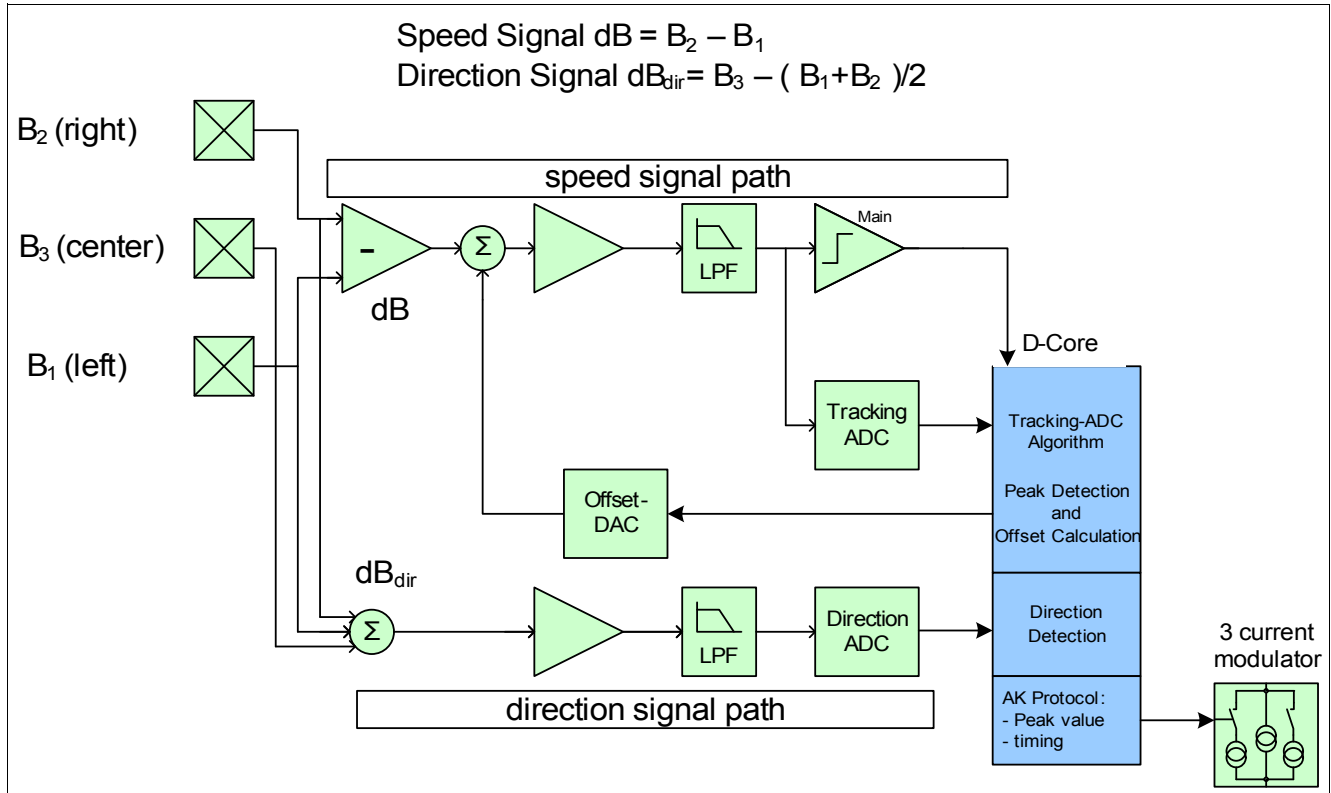 Speed Signal dB = B₂ – B₁
Direction Signal dB_dir = B₃ – ( B₁+B₂ )/2
B₂ (right)
speed signal path
B₃ (center)
-
Σ
LPF
Main
dB
B₁ (left)
D-Core
Tracking
ADC
Tracking-ADC
Algorithm
Offset-
DAC
Peak Detection
and
Offset Calculation
dB_dir
Σ
LPF
Direction
ADC
Direction
Detection
3 current
modulator
direction signal path
AK Protocol:
- Peak value
- timing